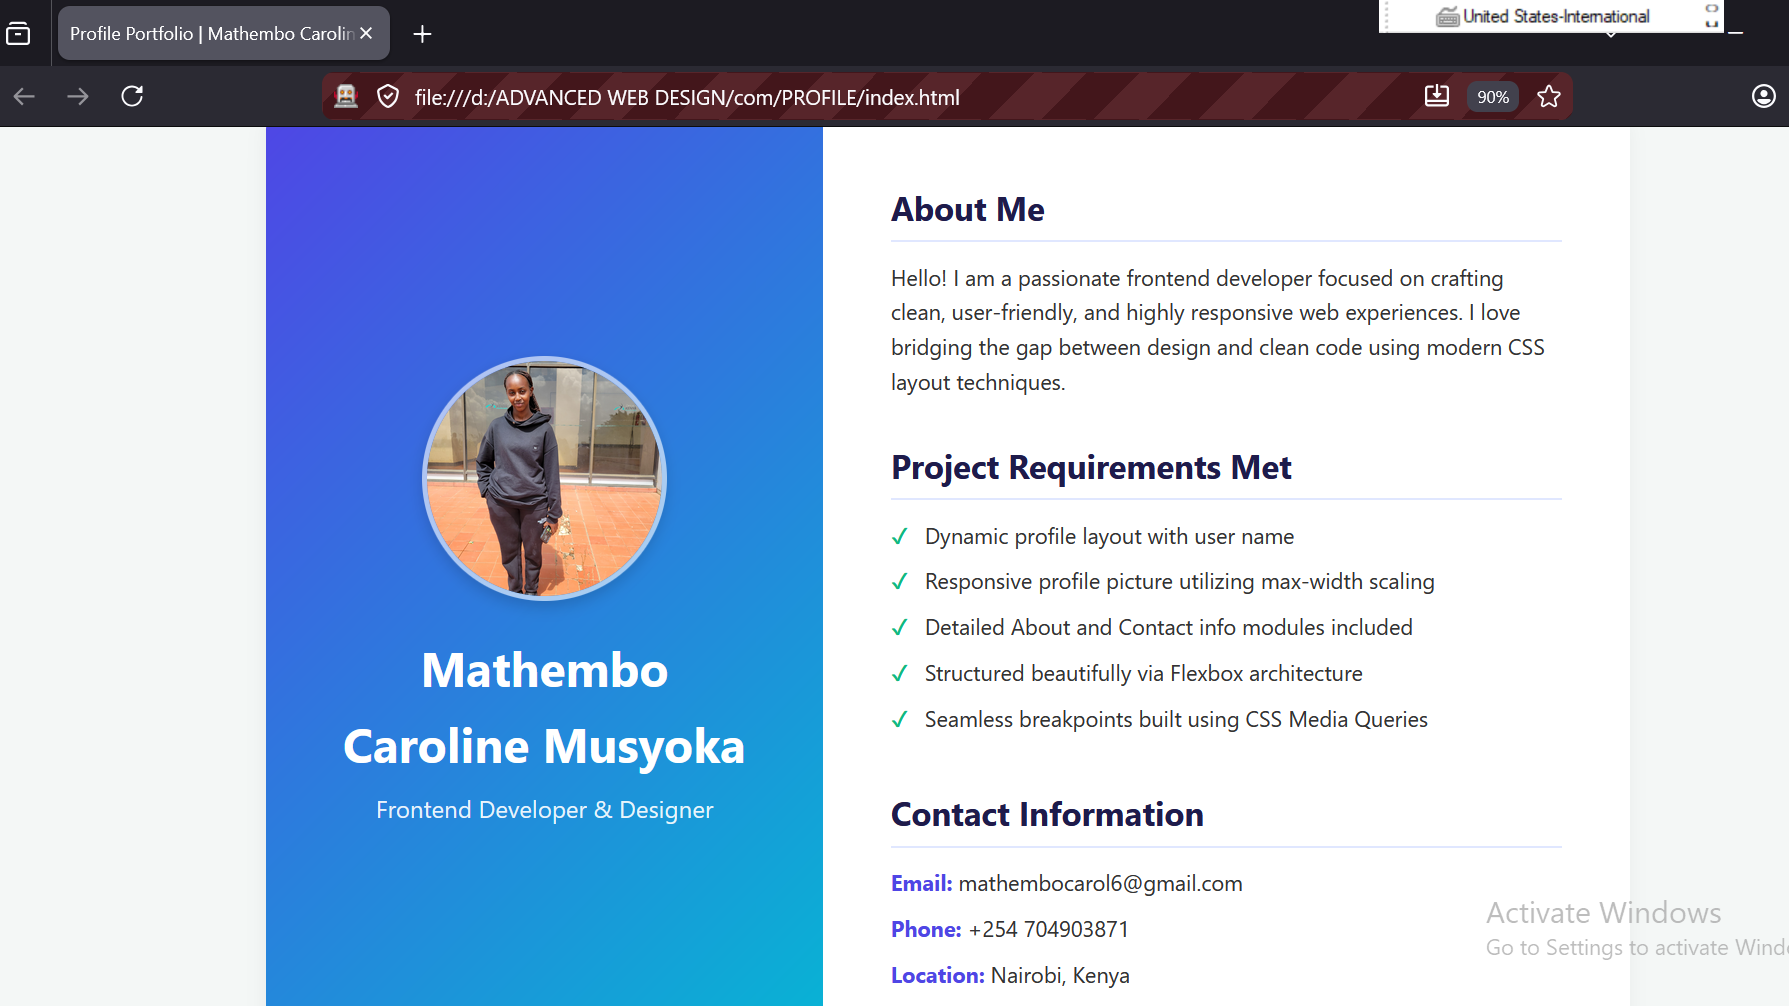 Profile Portfolio | Mathembo Carolin
United States-International
file:///d:/ADVANCED WEB DESIGN/com/PROFILE/index.html
90%
Mathembo
Caroline Musyoka
Frontend Developer & Designer
About Me
Hello! I am a passionate frontend developer focused on crafting
clean, user-friendly, and highly responsive web experiences. I love
bridging the gap between design and clean code using modern CSS
layout techniques.
Project Requirements Met
✓ Dynamic profile layout with user name
✓ Responsive profile picture utilizing max-width scaling
✓ Detailed About and Contact info modules included
✓ Structured beautifully via Flexbox architecture
✓ Seamless breakpoints built using CSS Media Queries
Contact Information
Email: mathembocarol6@gmail.com
Phone: +254 704903871
Location: Nairobi, Kenya
Activate Windows
Go to Settings to activate Wind